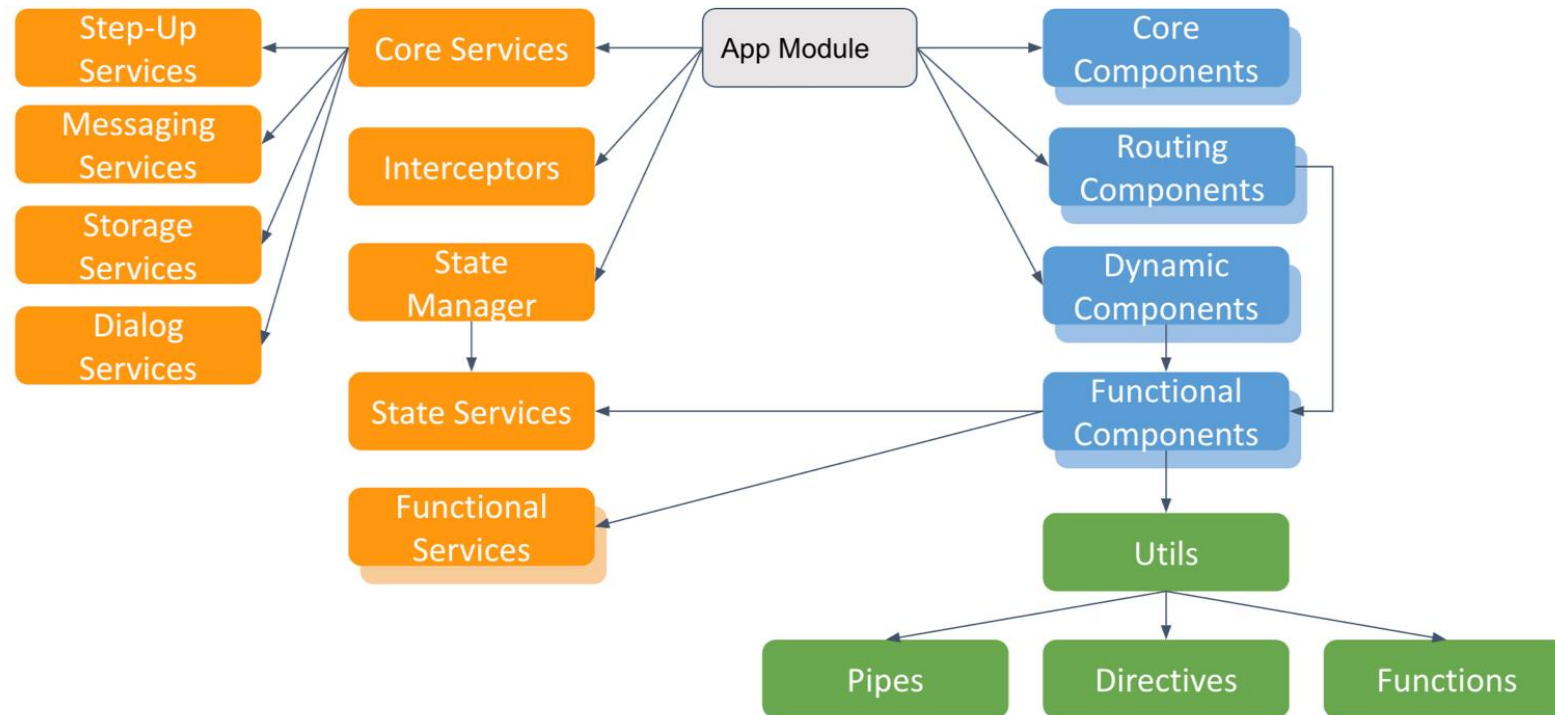 Step-Up
Services
Core Services
App Module
Core
Components
Messaging
Services
Interceptors
Routing
Components
Storage
Services
State
Manager
Dynamic
Components
Dialog
Services
State Services
Functional
Components
Functional
Services
Utils
Pipes
Directives
Functions